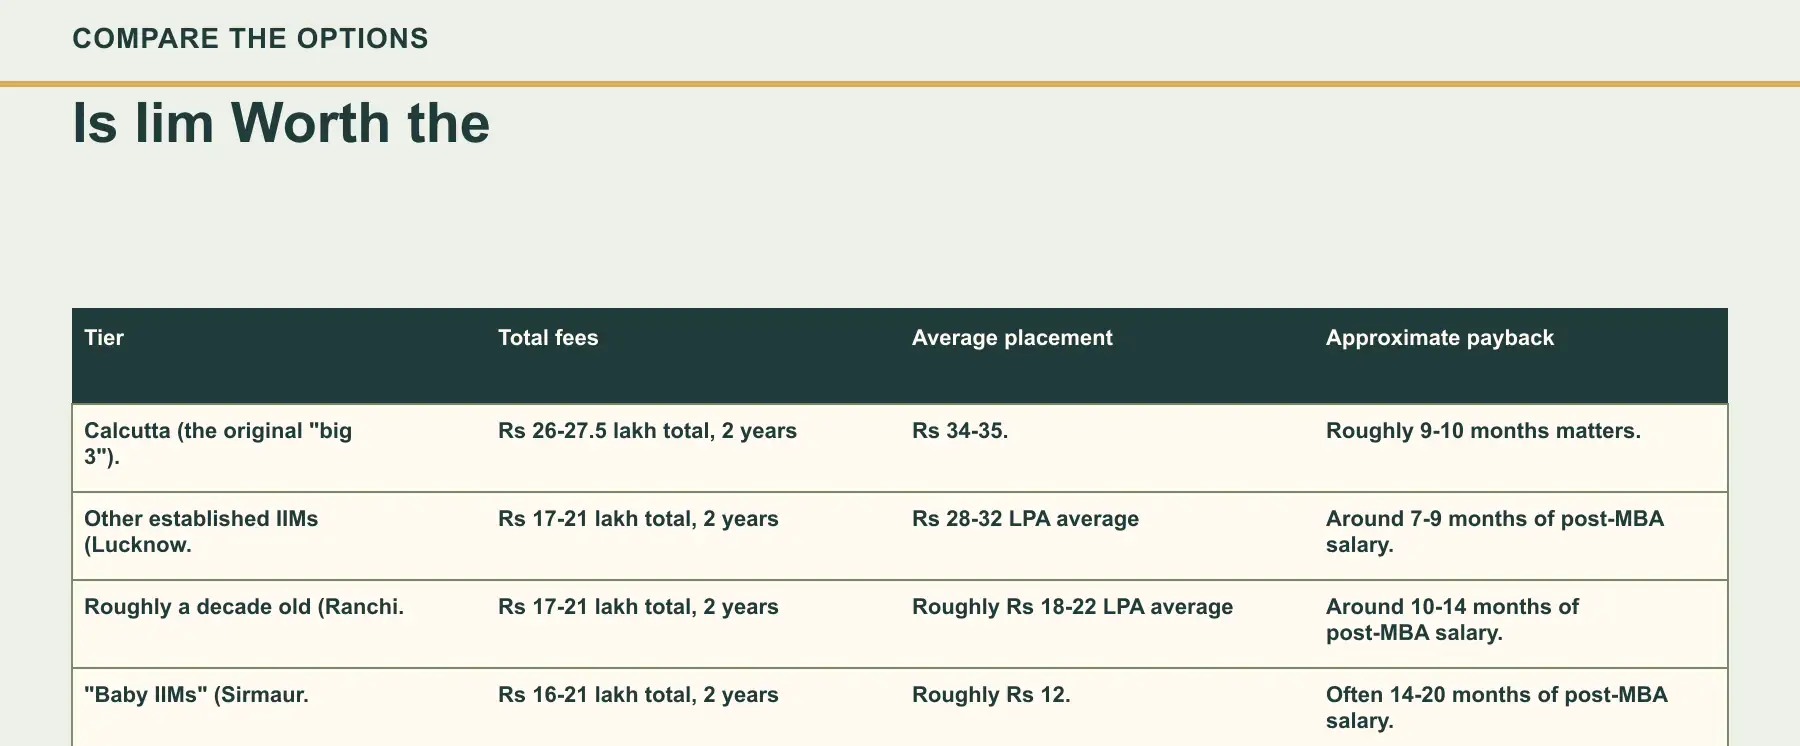 COMPARE THE OPTIONS
Is Iim Worth the
Tier
Total fees
Average placement
Approximate payback
Calcutta (the original "big
3").
Rs 26-27.5 lakh total, 2 years
Rs 34-35.
Roughly 9-10 months matters.
Other established IIMs
(Lucknow.
Rs 17-21 lakh total, 2 years
Rs 28-32 LPA average
Around 7-9 months of post-MBA
salary.
Roughly a decade old (Ranchi.
Rs 17-21 lakh total, 2 years
Roughly Rs 18-22 LPA average
Around 10-14 months of
post-MBA salary.
"Baby IIMs" (Sirmaur.
Rs 16-21 lakh total, 2 years
Roughly Rs 12.
Often 14-20 months of post-MBA
salary.